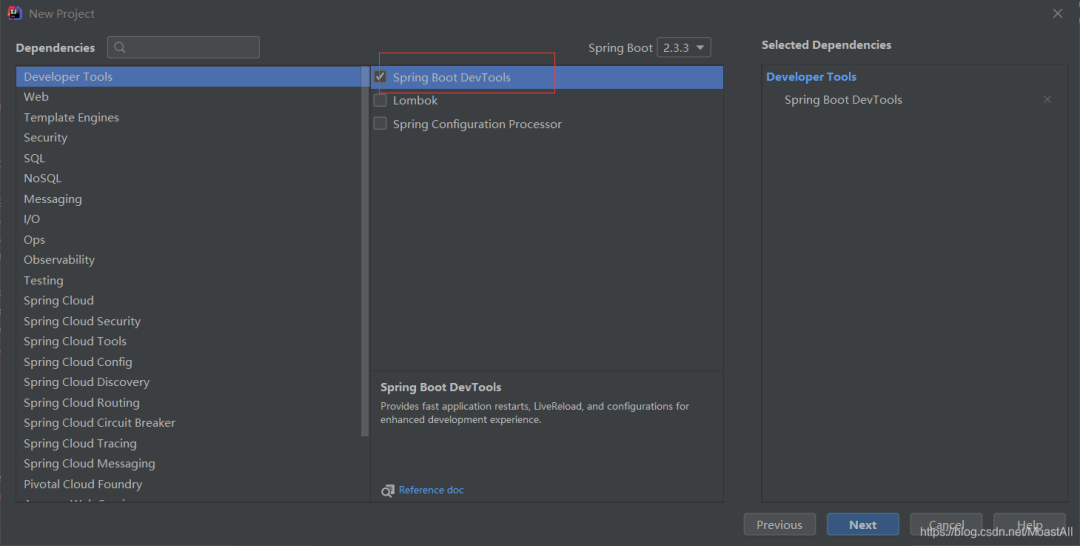 New Project
Dependencies
Spring Boot 2.3.3
Selected Dependencies
Developer Tools
Web
Template Engines
Security
SQL
NoSQL
Messaging
I/O
Ops
Observability
Testing
Spring Cloud
Spring Cloud Security
Spring Cloud Tools
Spring Cloud Config
Spring Cloud Discovery
Spring Cloud Routing
Spring Cloud Circuit Breaker
Spring Cloud Tracing
Spring Cloud Messaging
Pivotal Cloud Foundry
Spring Boot DevTools
Lombok
Spring Configuration Processor
Spring Boot DevTools
Provides fast application restarts, LiveReload, and configurations for
enhanced development experience.
Reference doc
Developer Tools
Spring Boot DevTools
Previous
Next
Cancel
Help
https://blog.csdn.net/MoastAll